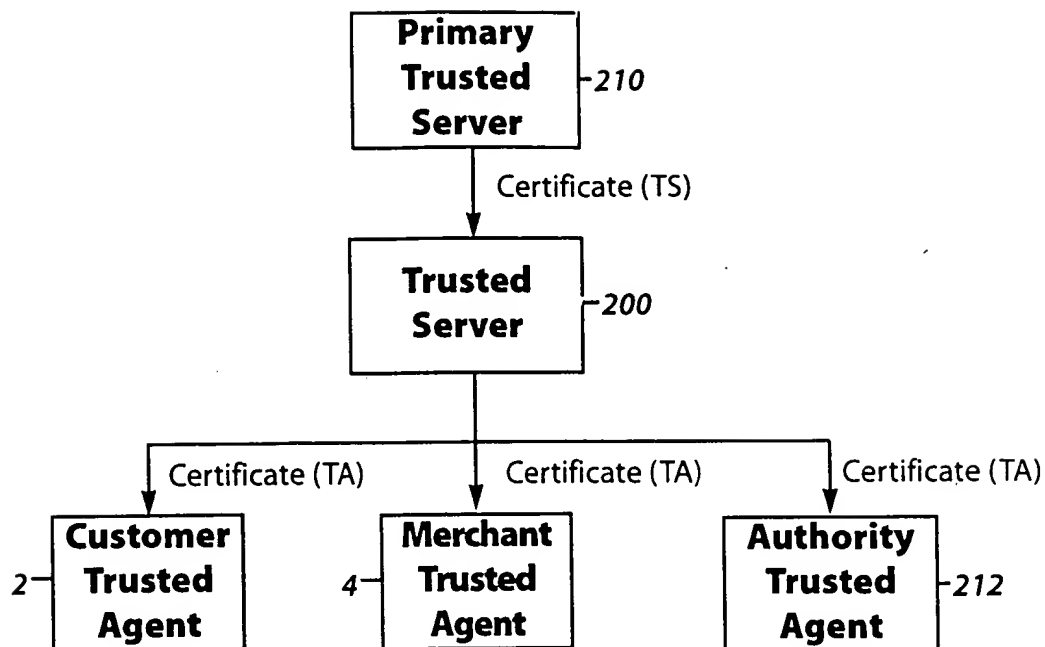 Primary
Trusted
Server
210
Certificate (TS)
Trusted
Server
200
Certificate (TA)
Certificate (TA)
Certificate (TA)
Customer
Trusted
Agent
2
Merchant
Trusted
Agent
4
Authority
Trusted
Agent
212